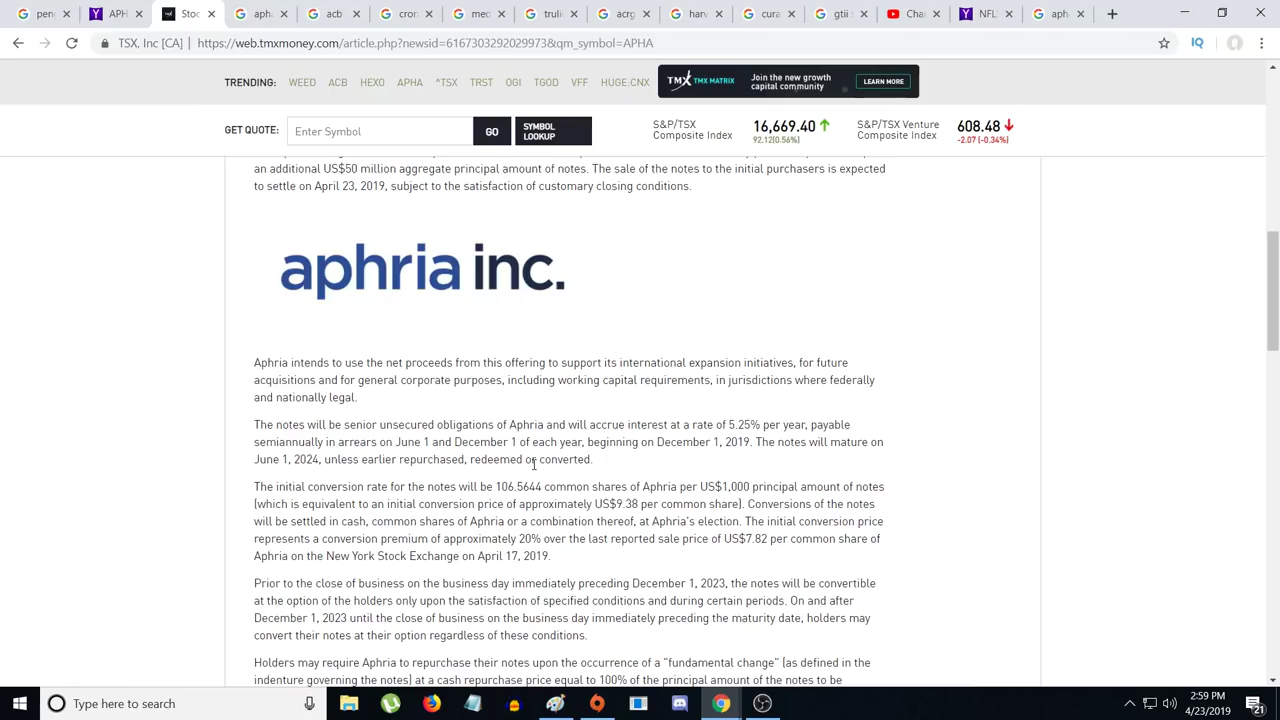 pen
APH
Stoc
adv
cron
med
trulie
acrg
harv
cura
gtii
Cha
NFL
aph
TSX, Inc [CA] | https://web.tmxmoney.com/article.php?newsid=6167303292029973&qm_symbol=APHA
IQ
TRENDING: WEED ACB HEXO APHA ^TSX TRST OGI TGOD VFF HUGE:CNX
TMX TMX MATRIX Join the new growth capital community LEARN MORE
GET QUOTE: Enter Symbol GO SYMBOL LOOKUP
S&P/TSX Composite Index 16,669.40 92.12(0.56%)
S&P/TSX Venture Composite Index 608.48 -2.07 (-0.34%)
an additional US$50 million aggregate principal amount of notes. The sale of the notes to the initial purchasers is expected
to settle on April 23, 2019, subject to the satisfaction of customary closing conditions.
aphria inc.
Aphria intends to use the net proceeds from this offering to support its international expansion initiatives, for future
acquisitions and for general corporate purposes, including working capital requirements, in jurisdictions where federally
and nationally legal.
The notes will be senior unsecured obligations of Aphria and will accrue interest at a rate of 5.25% per year, payable
semiannually in arrears on June 1 and December 1 of each year, beginning on December 1, 2019. The notes will mature on
June 1, 2024, unless earlier repurchased, redeemed or converted.
The initial conversion rate for the notes will be 106.5644 common shares of Aphria per US$1,000 principal amount of notes
(which is equivalent to an initial conversion price of approximately US$9.38 per common share). Conversions of the notes
will be settled in cash, common shares of Aphria or a combination thereof, at Aphria's election. The initial conversion price
represents a conversion premium of approximately 20% over the last reported sale price of US$7.82 per common share of
Aphria on the New York Stock Exchange on April 17, 2019.
Prior to the close of business on the business day immediately preceding December 1, 2023, the notes will be convertible
at the option of the holders only upon the satisfaction of specified conditions and during certain periods. On and after
December 1, 2023 until the close of business on the business day immediately preceding the maturity date, holders may
convert their notes at their option regardless of these conditions.
Holders may require Aphria to repurchase their notes upon the occurrence of a "fundamental change" (as defined in the
indenture governing the notes) at a cash repurchase price equal to 100% of the principal amount of the notes to be
Type here to search
2:59 PM
4/23/2019
21